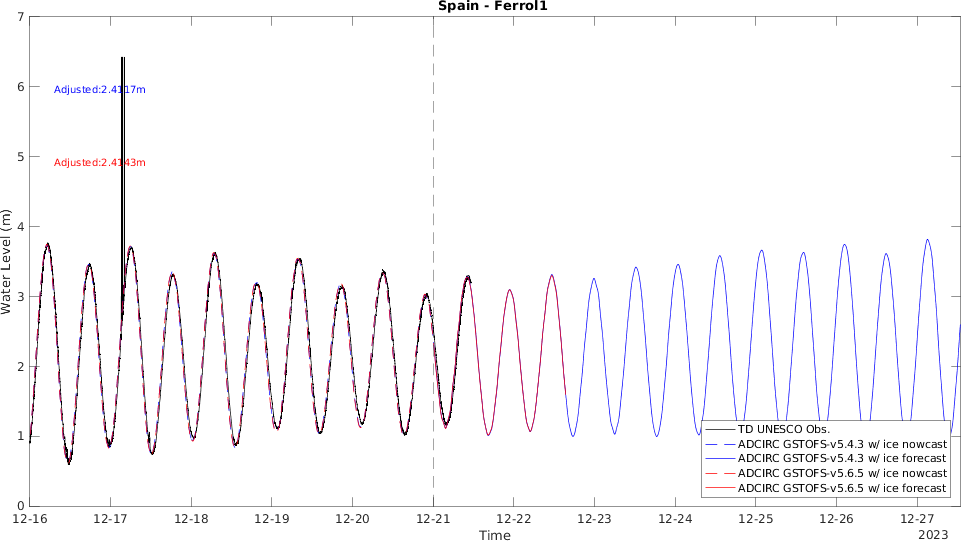 Spain - Ferrol1
7
6
5
4
3
2
1
0
Water Level (m)
Adjusted:2.4117m
Adjusted:2.4143m
TD UNESCO Obs.
ADCIRC GSTOFS-v5.4.3 w/ ice nowcast
ADCIRC GSTOFS-v5.4.3 w/ ice forecast
ADCIRC GSTOFS-v5.6.5 w/ ice nowcast
ADCIRC GSTOFS-v5.6.5 w/ ice forecast
12-16 12-17 12-18 12-19 12-20 12-21 12-22 12-23 12-24 12-25 12-26 12-27
Time
2023